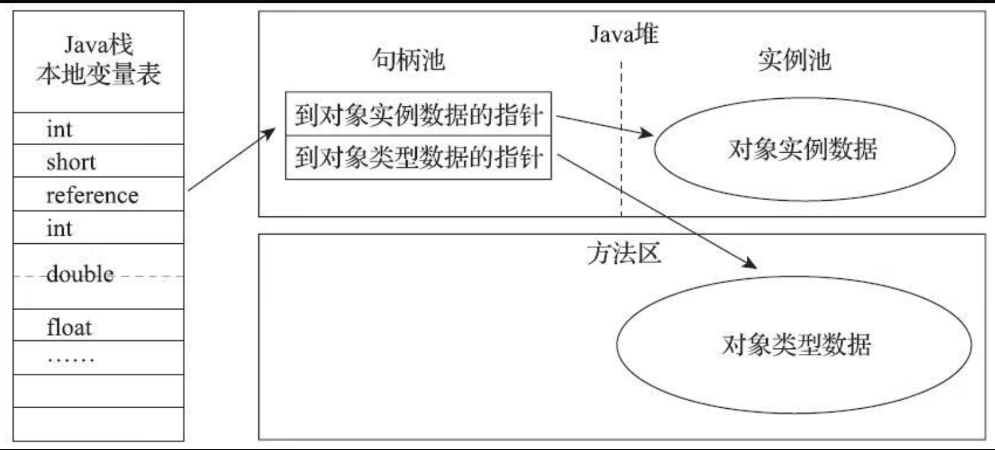 Java栈
本地变量表
int
short
reference
int
double
float
……
Java堆
句柄池
实例池
到对象实例数据的指针
到对象类型数据的指针
对象实例数据
方法区
对象类型数据